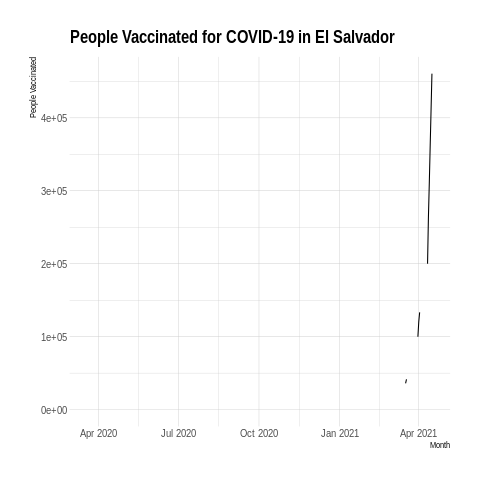 People Vaccinated for COVID-19 in El Salvador
People Vaccinated
4e+05
3e+05
2e+05
1e+05
0e+00
Apr 2020 Jul 2020 Oct 2020 Jan 2021 Apr 2021
Month